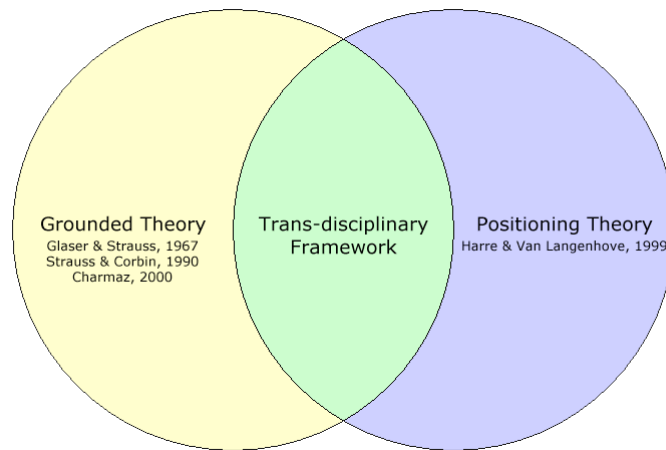 Grounded Theory
Glaser & Strauss, 1967
Strauss & Corbin, 1990
Charmaz, 2000
Trans-disciplinary
Framework
Positioning Theory
Harre & Van Langenhove, 1999